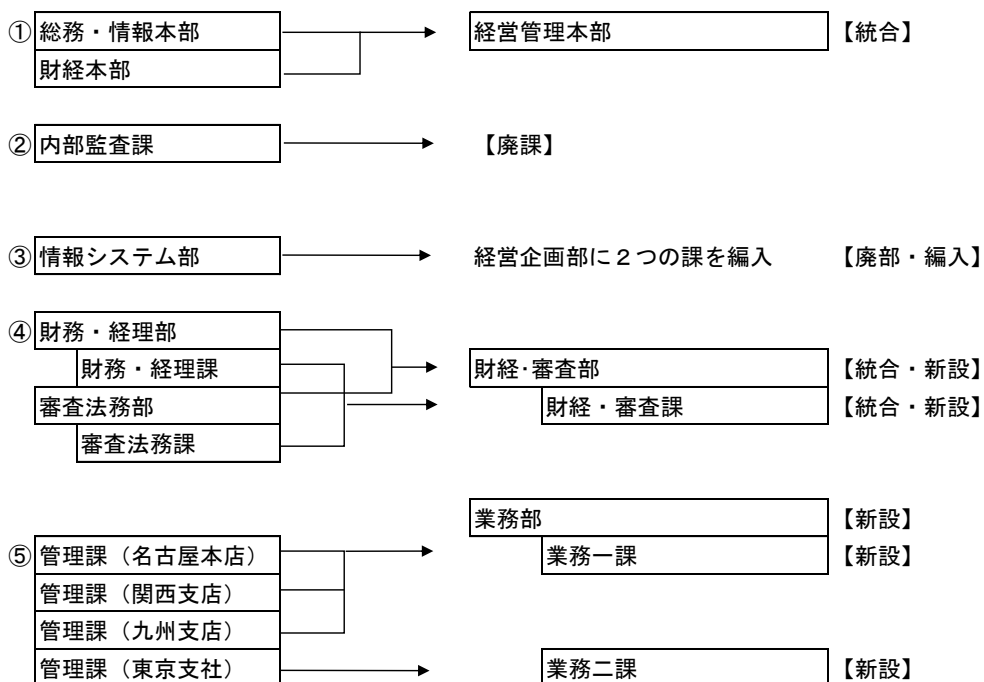 ①総務・情報本部 経営管理本部 【統合】
財経本部
②内部監査課 【廃課】
③情報システム部 経営企画部に２つの課を編入 【廃部・編入】
④財務・経理部
財務・経理課 財経･審査部 【統合・新設】
審査法務部 財経・審査課 【統合・新設】
審査法務課
業務部 【新設】
⑤管理課（名古屋本店） 業務一課 【新設】
管理課（関西支店）
管理課（九州支店）
管理課（東京支社） 業務二課 【新設】